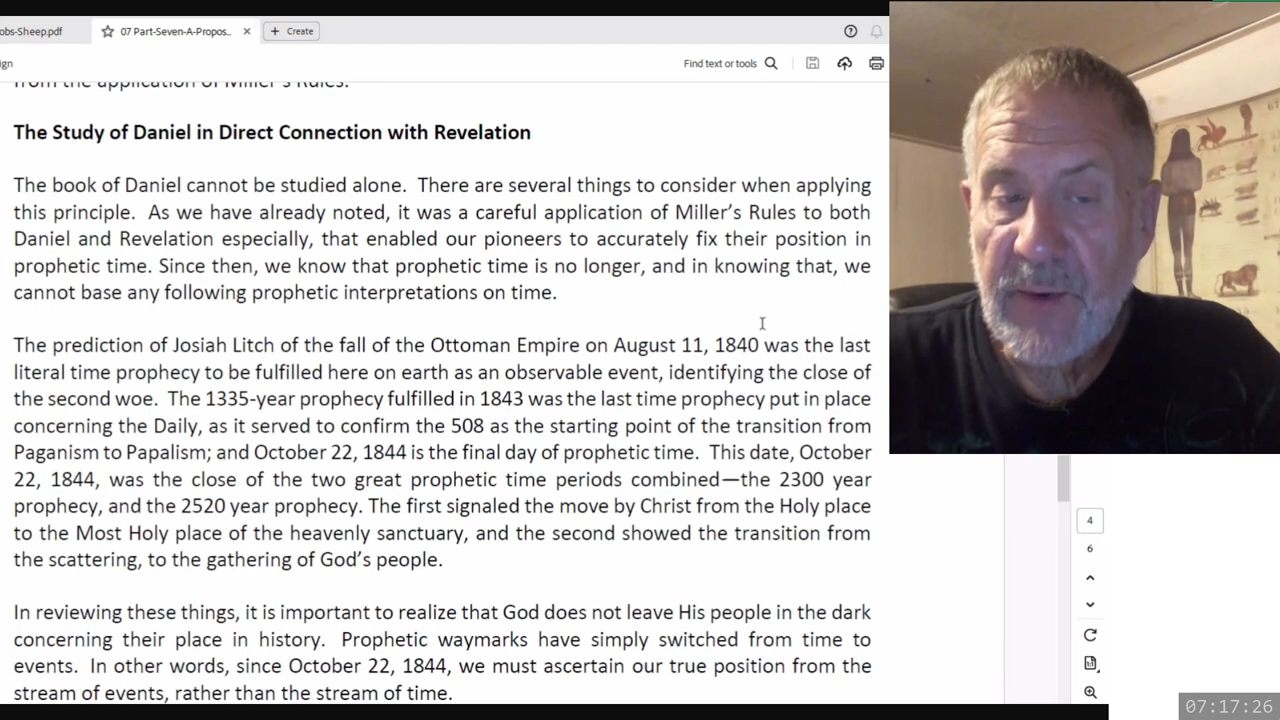 obs-Sheep.pdf
07 Part-Seven-A-Propos...
Create
ign
Find text or tools
from the application of Miller's Rules.
The Study of Daniel in Direct Connection with Revelation
The book of Daniel cannot be studied alone. There are several things to consider when applying
this principle. As we have already noted, it was a careful application of Miller's Rules to both
Daniel and Revelation especially, that enabled our pioneers to accurately fix their position in
prophetic time. Since then, we know that prophetic time is no longer, and in knowing that, we
cannot base any following prophetic interpretations on time.
The prediction of Josiah Litch of the fall of the Ottoman Empire on August 11, 1840 was the last
literal time prophecy to be fulfilled here on earth as an observable event, identifying the close of
the second woe. The 1335-year prophecy fulfilled in 1843 was the last time prophecy put in place
concerning the Daily, as it served to confirm the 508 as the starting point of the transition from
Paganism to Papalism; and October 22, 1844 is the final day of prophetic time. This date, October
22, 1844, was the close of the two great prophetic time periods combined—the 2300 year
prophecy, and the 2520 year prophecy. The first signaled the move by Christ from the Holy place
to the Most Holy place of the heavenly sanctuary, and the second showed the transition from
the scattering, to the gathering of God's people.
In reviewing these things, it is important to realize that God does not leave His people in the dark
concerning their place in history. Prophetic waymarks have simply switched from time to
events. In other words, since October 22, 1844, we must ascertain our true position from the
stream of events, rather than the stream of time.
4
6
07:17:26